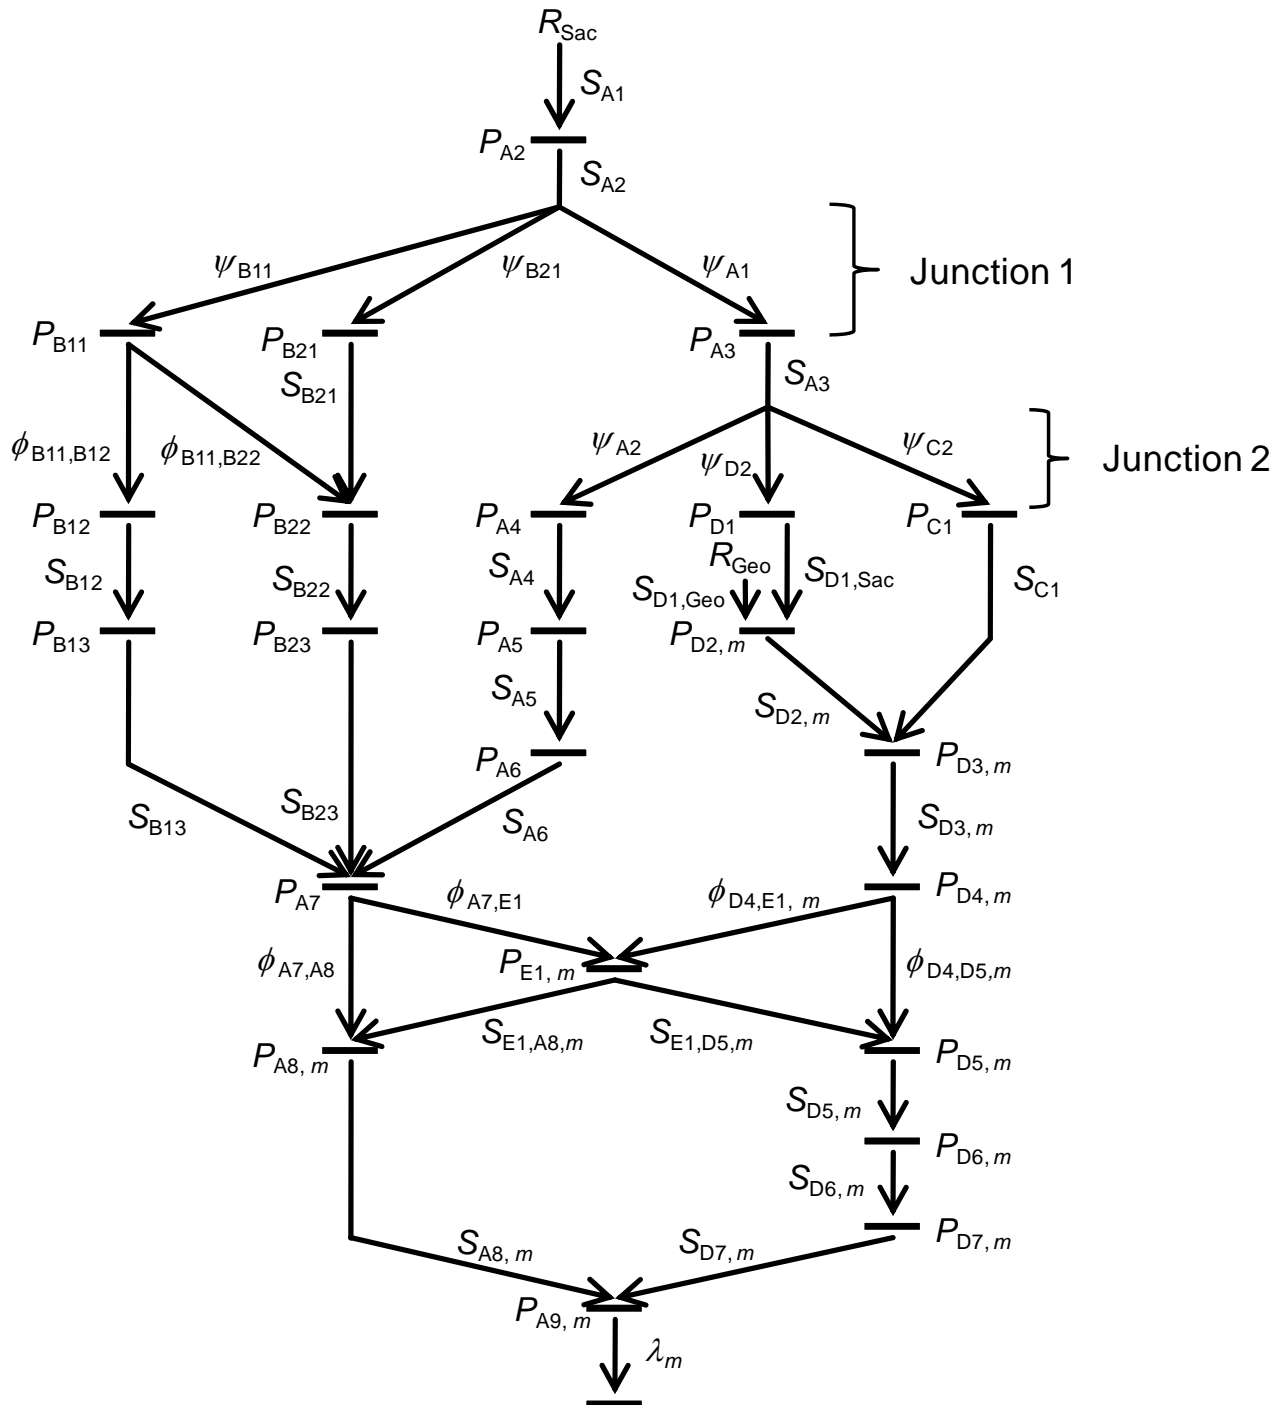 R_Sac
S_A1
P_A2
S_A2
ψ_B11
ψ_B21
ψ_A1
Junction 1
P_B11
P_B21
P_A3
S_B21
S_A3
ϕ_B11,B12
ϕ_B11,B22
ψ_A2
ψ_D2
ψ_C2
Junction 2
P_B12
P_B22
P_A4
P_D1
P_C1
R_Geo
S_B12
S_B22
S_A4
S_D1,Geo
S_D1,Sac
S_C1
P_B13
P_B23
P_A5
P_D2, m
S_A5
S_D2, m
P_A6
P_D3, m
S_B13
S_B23
S_A6
S_D3, m
P_A7
ϕ_A7,E1
ϕ_D4,E1, m
P_D4, m
ϕ_A7,A8
P_E1, m
ϕ_D4,D5,m
S_E1,A8,m
S_E1,D5,m
P_A8, m
P_D5, m
S_D5, m
P_D6, m
S_D6, m
P_D7, m
S_A8, m
S_D7, m
P_A9, m
λ_m